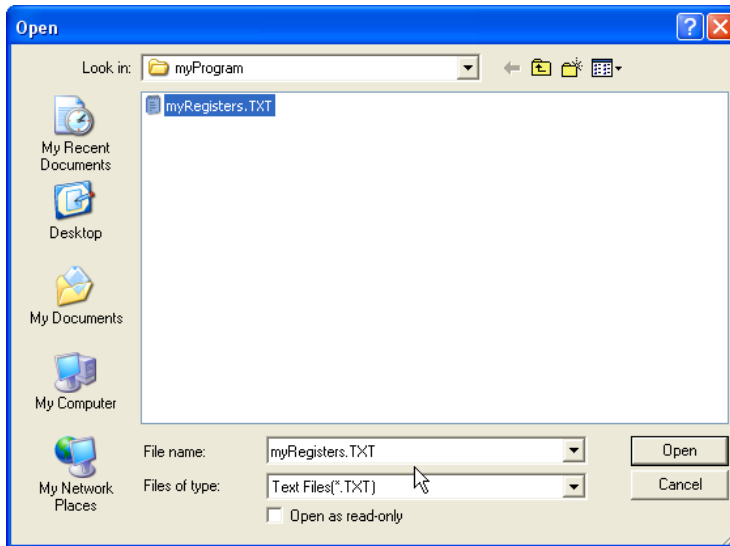 Open
Look in: myProgram
myRegisters.TXT
My Recent
Documents
Desktop
My Documents
My Computer
My Network
Places
File name: myRegisters.TXT Open
Files of type: Text Files(*.TXT) Cancel
Open as read-only